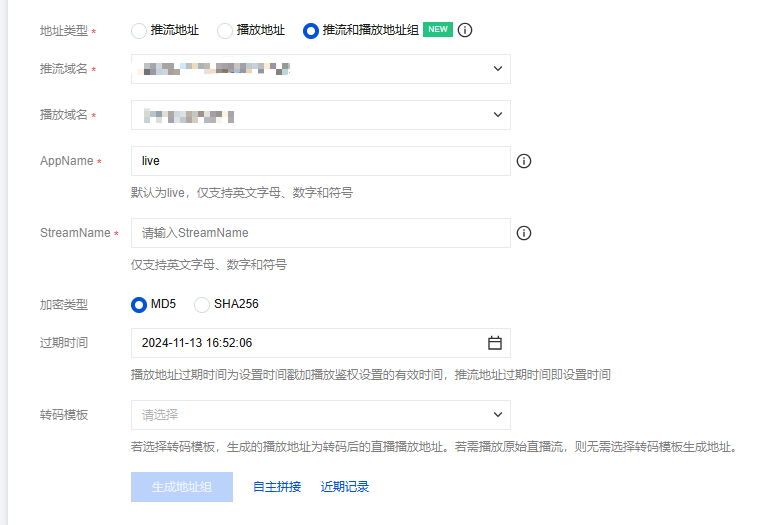 地址类型 * 推流地址 播放地址 推流和播放地址组 NEW
推流域名 *
播放域名 *
AppName * live
默认为live，仅支持英文字母、数字和符号
StreamName * 请输入StreamName
仅支持英文字母、数字和符号
加密类型 MD5 SHA256
过期时间 2024-11-13 16:52:06
播放地址过期时间为设置时间戳加播放鉴权设置的有效时间，推流地址过期时间即设置时间
转码模板 请选择
若选择转码模板，生成的播放地址为转码后的直播播放地址。若需播放原始直播流，则无需选择转码模板生成地址。
生成地址组 自主拼接 近期记录